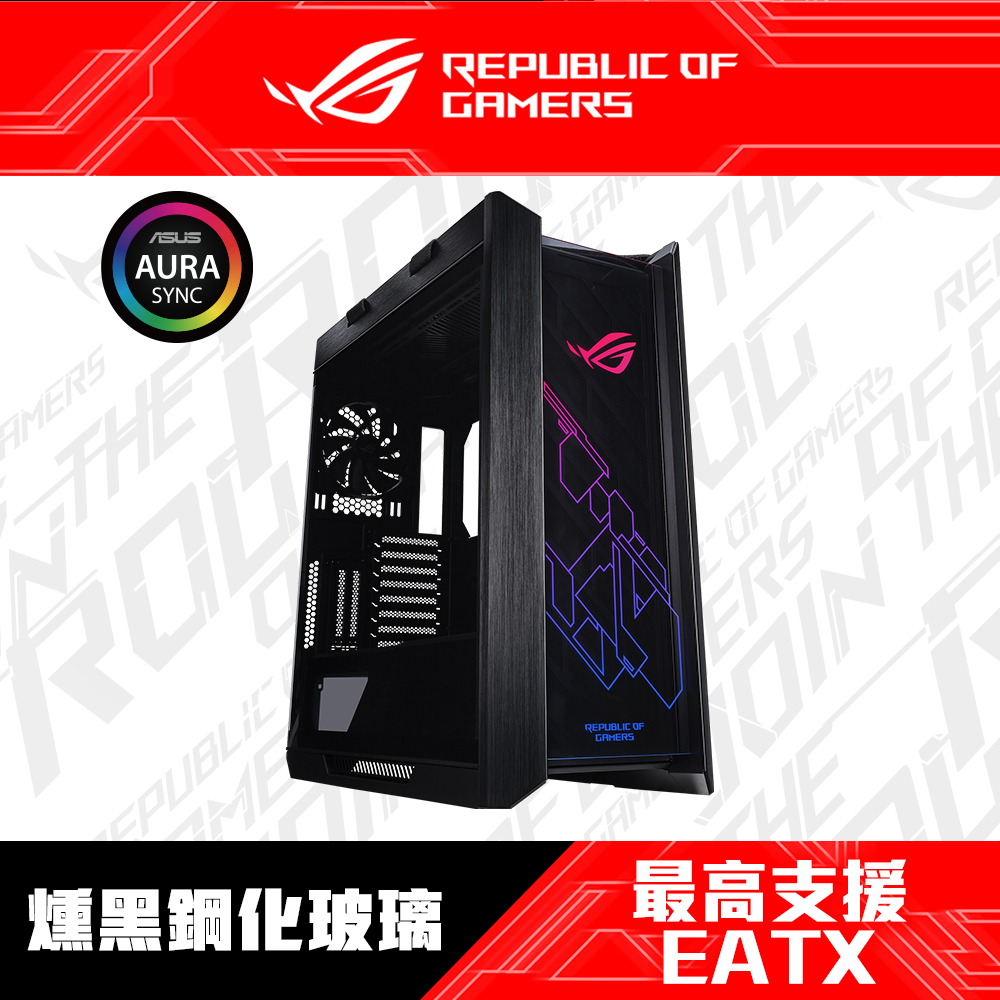 REPUBLIC OF
GAMERS
ASUS
AURA
SYNC
REPUBLIC OF
GAMERS
燻黑鋼化玻璃
最高支援
EATX